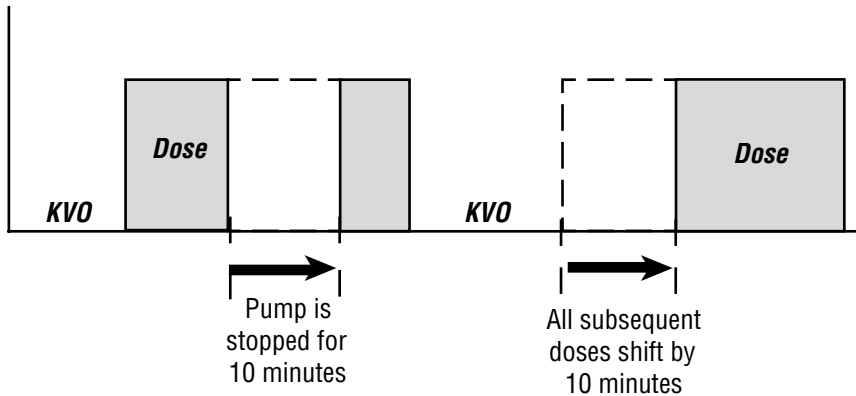 Dose
Dose
KVO
KVO
Pump is
stopped for
10 minutes
All subsequent
doses shift by
10 minutes